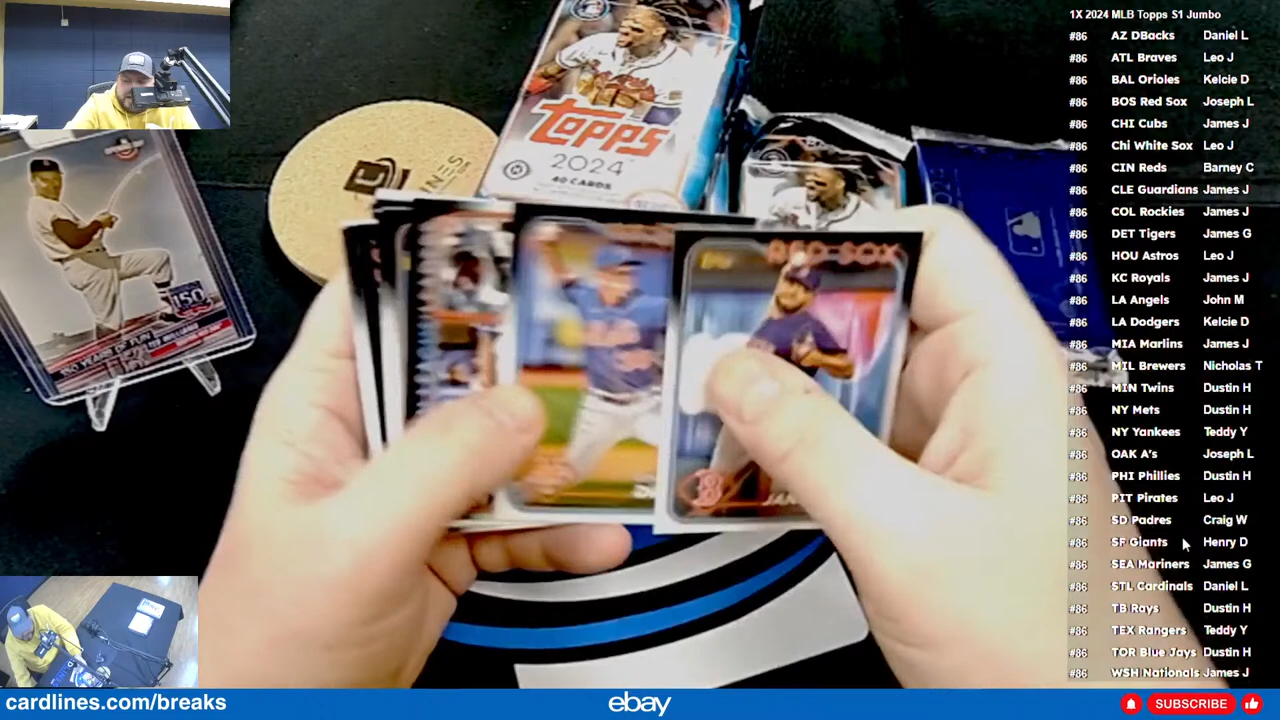 1X 2024 MLB Topps S1 Jumbo
#86 AZ DBacks Daniel L
#86 ATL Braves Leo J
#86 BAL Orioles Kelcie D
#86 BOS Red Sox Joseph L
#86 CHI Cubs James J
#86 Chi White Sox Leo J
#86 CIN Reds Barney C
#86 CLE Guardians James J
#86 COL Rockies James J
#86 DET Tigers James G
#86 HOU Astros Leo J
#86 KC Royals James J
#86 LA Angels John M
#86 LA Dodgers Kelcie D
#86 MIA Marlins James J
#86 MIL Brewers Nicholas T
#86 MIN Twins Dustin H
#86 NY Mets Dustin H
#86 NY Yankees Teddy Y
#86 OAK A's Joseph L
#86 PHI Phillies Dustin H
#86 PIT Pirates Leo J
#86 SD Padres Craig W
#86 SF Giants Henry D
#86 SEA Mariners James G
#86 STL Cardinals Daniel L
#86 TB Rays Dustin H
#86 TEX Rangers Teddy Y
#86 TOR Blue Jays Dustin H
#86 WSH Nationals James J
topps
2024
40 CARDS
RED SOX
150
150 YEARS OF FUN
TED WILLIAMS
cardlines.com/breaks
ebay
SUBSCRIBE